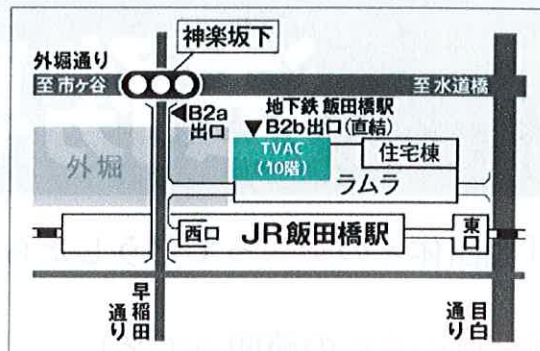 神楽坂下
外堀通り
至市ヶ谷
至水道橋
B2a
出口
地下鉄 飯田橋駅
B2b出口(直結)
TVAC
(10階)
住宅棟
外堀
ラムラ
西口
JR飯田橋駅
東口
早稲田通り
目白通り